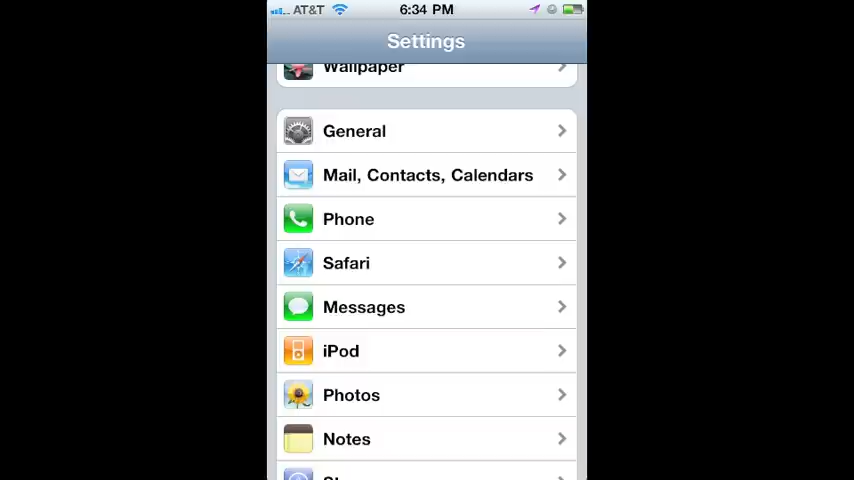 AT&T 6:34 PM
Settings
Wallpaper
General
Mail, Contacts, Calendars
Phone
Safari
Messages
iPod
Photos
Notes